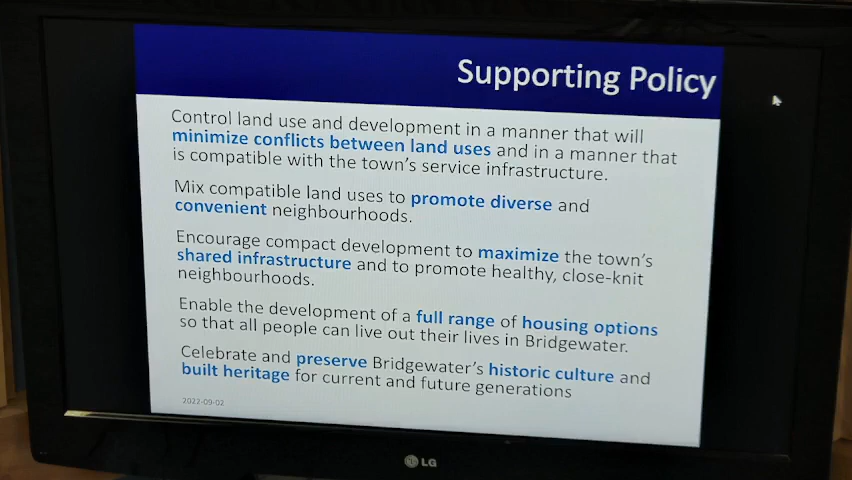 Supporting Policy
Control land use and development in a manner that will
minimize conflicts between land uses and in a manner that
is compatible with the town's service infrastructure.
Mix compatible land uses to promote diverse and
convenient neighbourhoods.
Encourage compact development to maximize the town's
shared infrastructure and to promote healthy, close-knit
neighbourhoods.
Enable the development of a full range of housing options
so that all people can live out their lives in Bridgewater.
Celebrate and preserve Bridgewater's historic culture and
built heritage for current and future generations
2022-09-02
LG